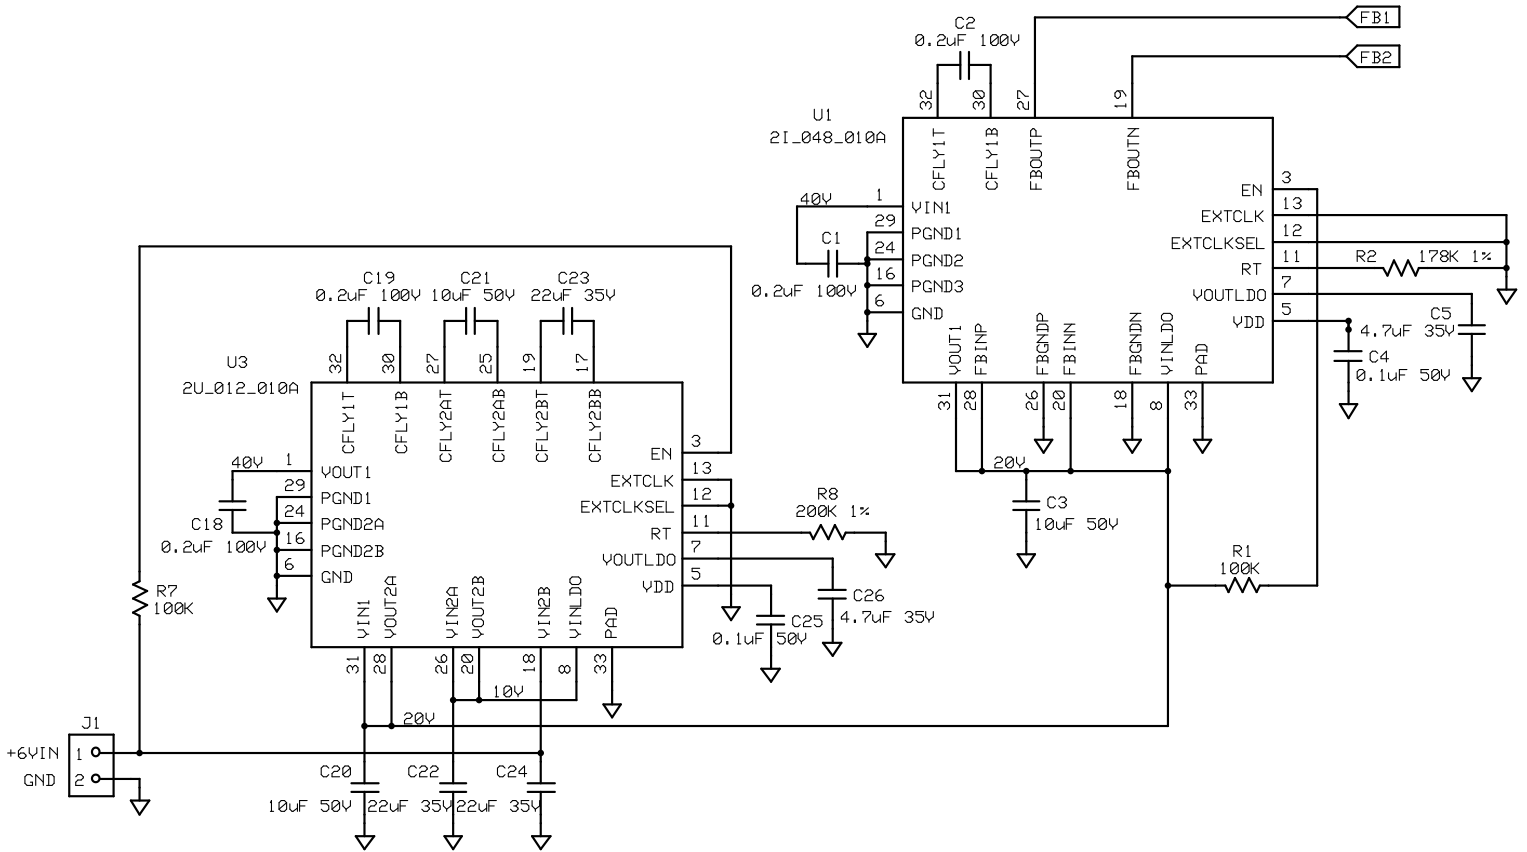 FB1
FB2
C2
0.2uF 100V
32
30
27
19
U1
2I_048_010A
CFLY1T
CFLY1B
FBOUTP
FBOUTN
40V
1
VIN1
29
PGND1
24
PGND2
16
PGND3
6
GND
C1
0.2uF 100V
EN
3
EXTCLK
13
EXTCLKSEL
12
RT
11
R2
178K 1%
VOUTLDO
7
VDD
5
C5
4.7uF 35V
C4
0.1uF 50V
VOUT1
FBINP
FBGNDP
FBINN
FBGNDN
VINLDO
PAD
31
28
26
20
18
8
33
20V
C3
10uF 50V
R1
100K
C19
0.2uF 100V
C21
10uF 50V
C23
22uF 35V
32
30
27
25
19
17
U3
2U_012_010A
CFLY1T
CFLY1B
CFLY2AT
CFLY2AB
CFLY2BT
CFLY2BB
40V
1
VOUT1
29
PGND1
24
PGND2A
16
PGND2B
6
GND
C18
0.2uF 100V
EN
3
EXTCLK
13
EXTCLKSEL
12
RT
11
R8
200K 1%
VOUTLDO
7
VDD
5
C26
4.7uF 35V
C25
0.1uF 50V
VIN1
VOUT2A
VIN2A
VOUT2B
VIN2B
VINLDO
PAD
31
28
26
20
18
8
33
R7
100K
10V
20V
J1
+6VIN
1
GND
2
C20
10uF 50V
C22
22uF 35V
C24
22uF 35V